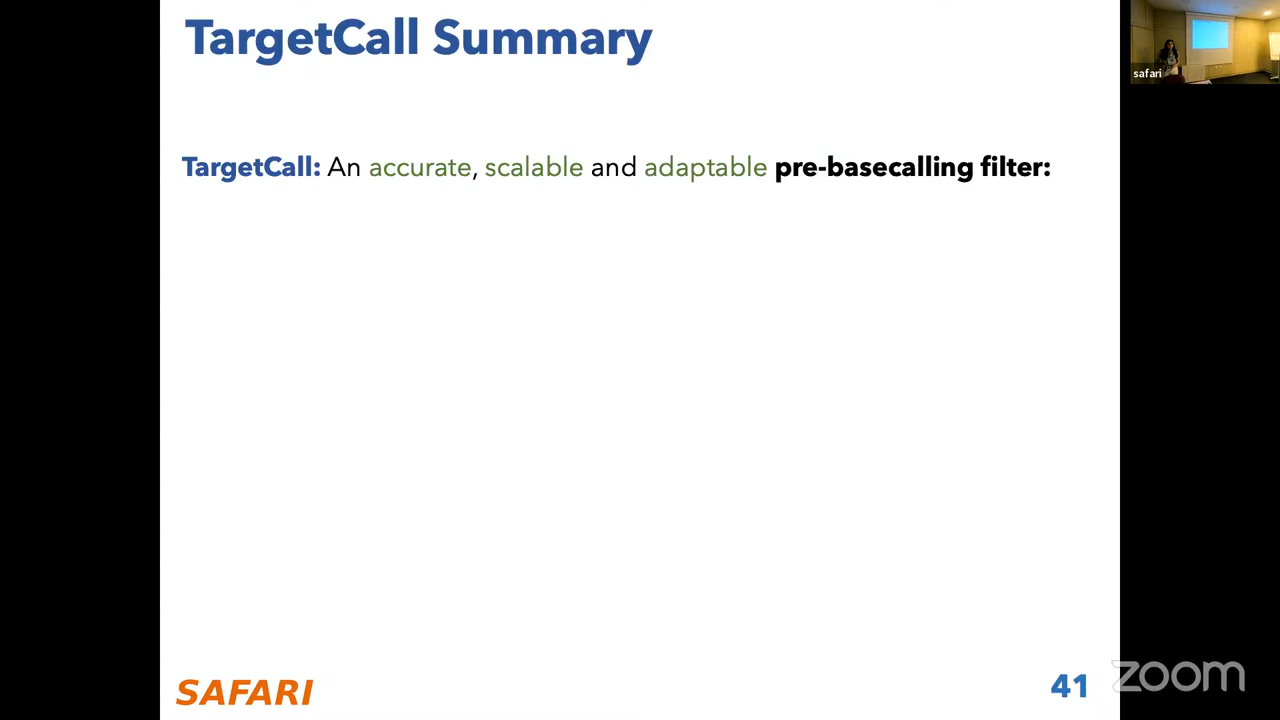 TargetCall Summary
safari
TargetCall: An accurate, scalable and adaptable pre-basecalling filter:
SAFARI
41
zoom